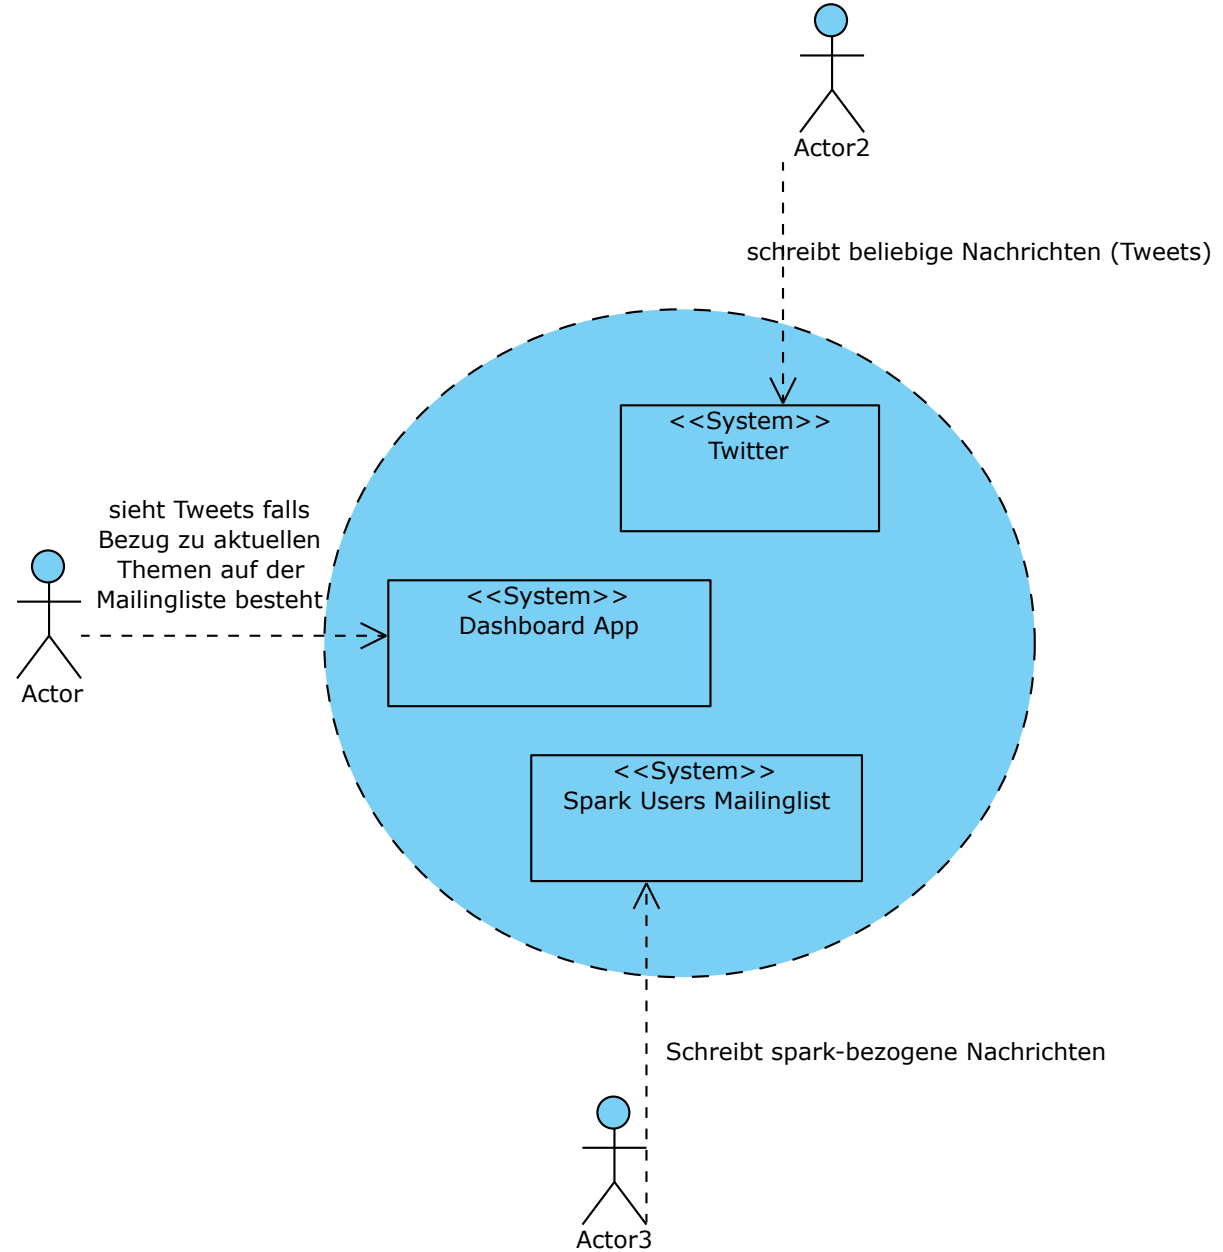 Actor2
schreibt beliebige Nachrichten (Tweets)
<<System>>
Twitter
sieht Tweets falls
Bezug zu aktuellen
Themen auf der
Mailingliste besteht
Actor
<<System>>
Dashboard App
<<System>>
Spark Users Mailinglist
Schreibt spark-bezogene Nachrichten
Actor3